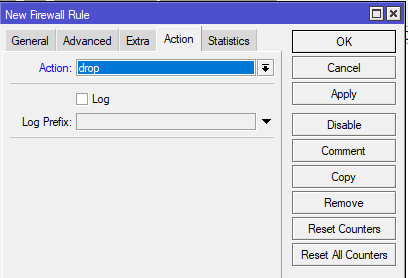 New Firewall Rule
General Advanced Extra Action Statistics
OK
Action: drop
Cancel
Log
Apply
Log Prefix:
Disable
Comment
Copy
Remove
Reset Counters
Reset All Counters